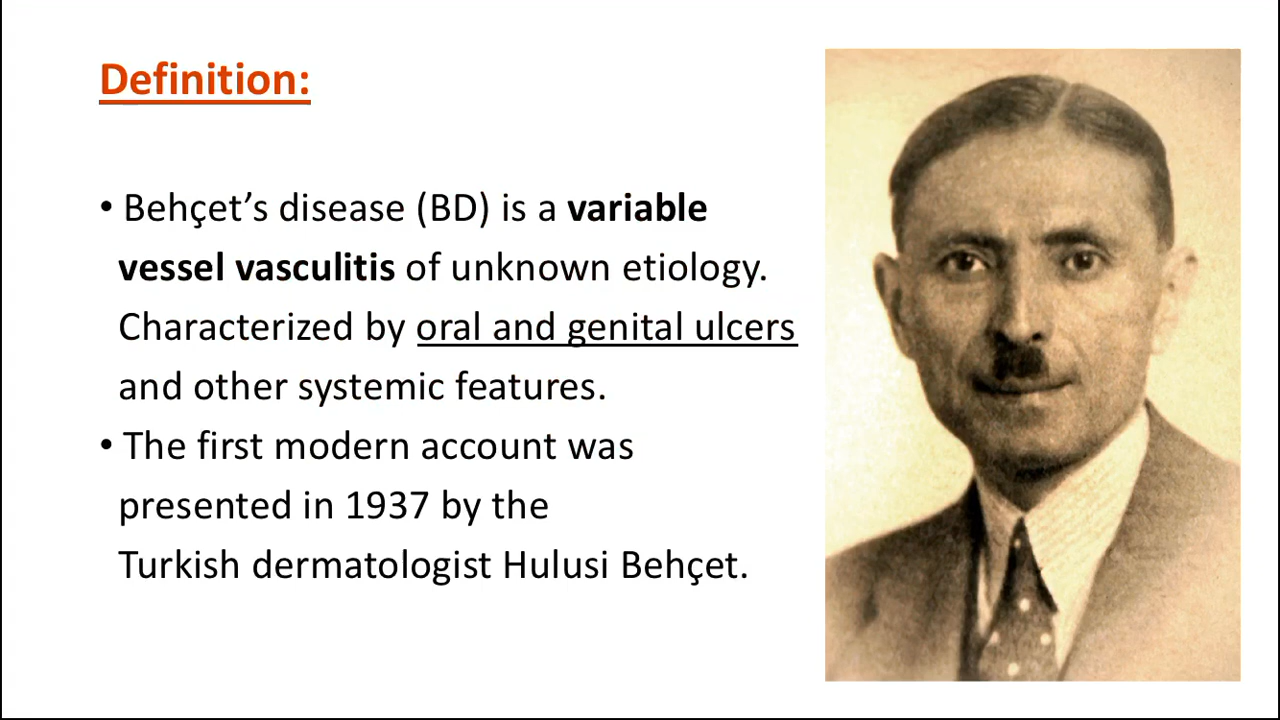 Definition:
• Behçet’s disease (BD) is a variable
vessel vasculitis of unknown etiology.
Characterized by oral and genital ulcers
and other systemic features.
• The first modern account was
presented in 1937 by the
Turkish dermatologist Hulusi Behçet.